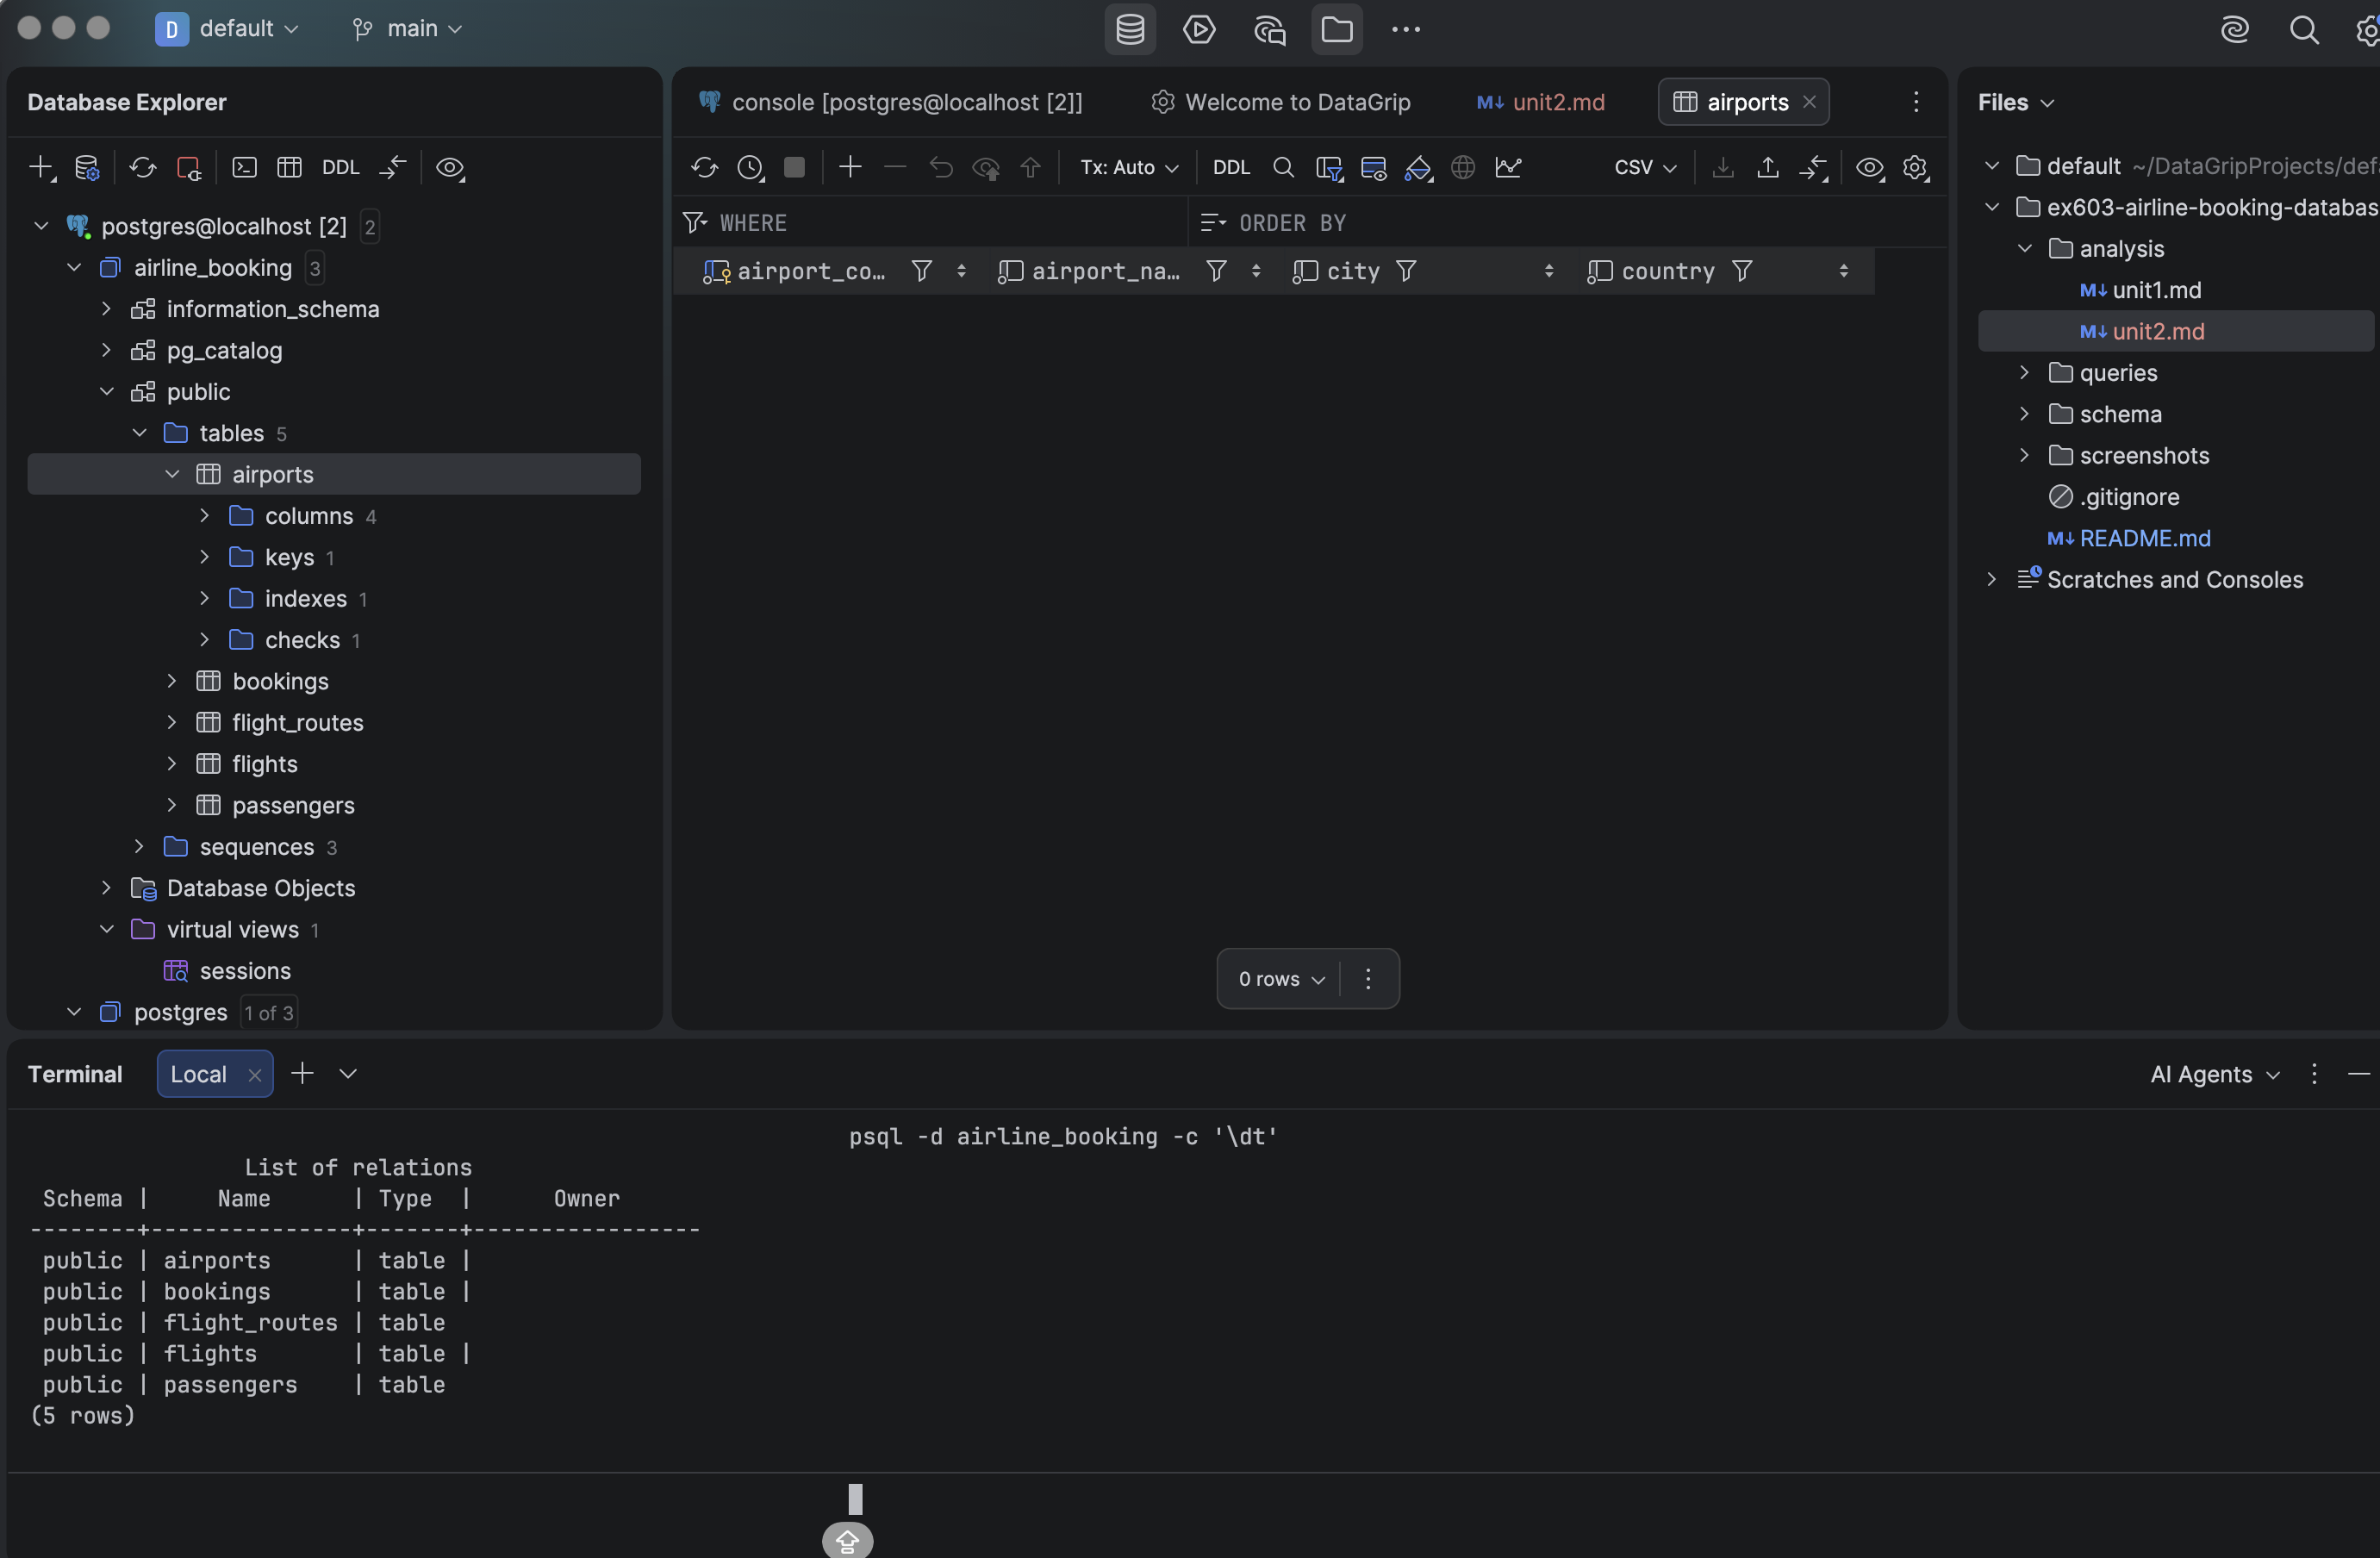 D default main
Database Explorer
DDL
postgres@localhost [2] 2
airline_booking 3
information_schema
pg_catalog
public
tables 5
airports
columns 4
keys 1
indexes 1
checks 1
bookings
flight_routes
flights
passengers
sequences 3
Database Objects
virtual views 1
sessions
postgres 1 of 3
console [postgres@localhost [2]] Welcome to DataGrip M↓ unit2.md airports
Tx: Auto DDL CSV
WHERE ORDER BY
airport_co... airport_na... city country
0 rows
Files
default ~/DataGripProjects/defa
ex603-airline-booking-databas
analysis
M↓ unit1.md
M↓ unit2.md
queries
schema
screenshots
.gitignore
M↓ README.md
Scratches and Consoles
Terminal Local AI Agents
psql -d airline_booking -c '\dt'
List of relations
Schema | Name | Type | Owner
--------+---------------+-------+-----------------
public | airports | table |
public | bookings | table |
public | flight_routes | table
public | flights | table |
public | passengers | table
(5 rows)